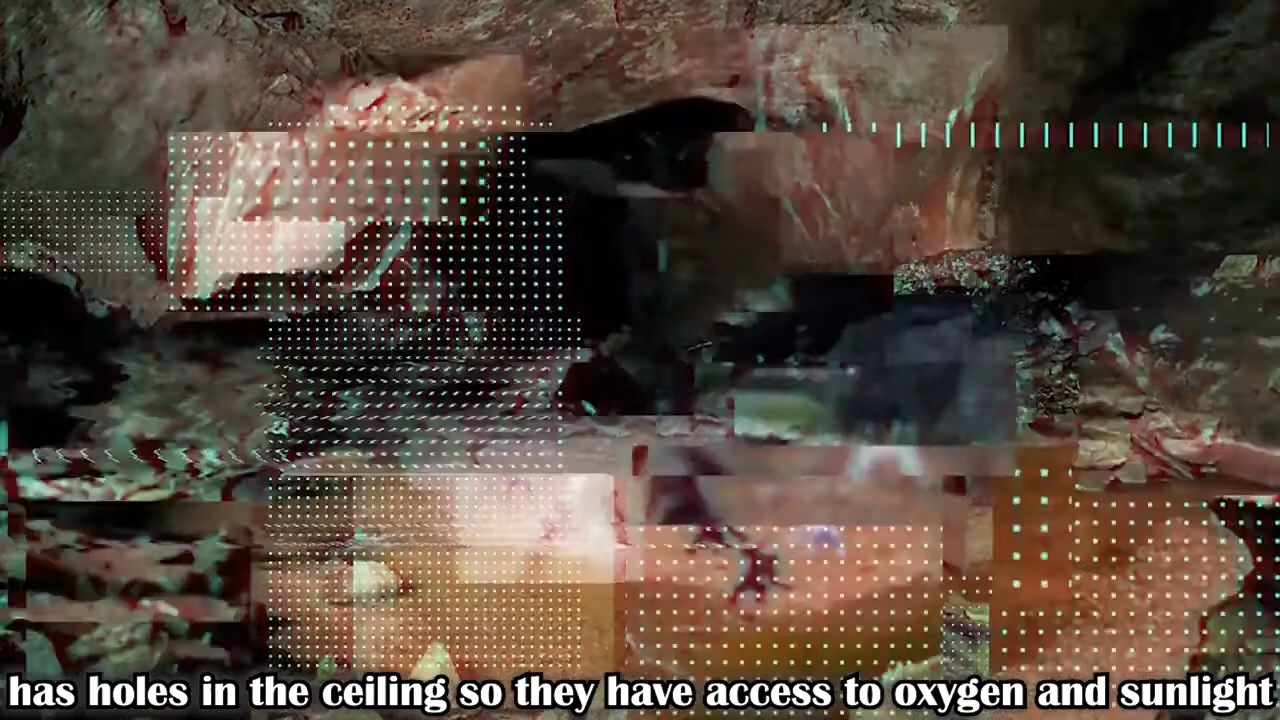 has holes in the ceiling so they have access to oxygen and sunlight